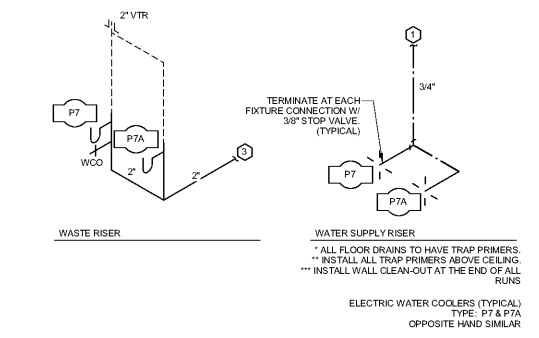 2" VTR
P7
P7A
WCO
2"
2"
3
WASTE RISER
1
3/4"
TERMINATE AT EACH
FIXTURE CONNECTION W/
3/8" STOP VALVE.
(TYPICAL)
P7
P7A
WATER SUPPLY RISER
* ALL FLOOR DRAINS TO HAVE TRAP PRIMERS.
** INSTALL ALL TRAP PRIMERS ABOVE CEILING.
*** INSTALL WALL CLEAN-OUT AT THE END OF ALL
RUNS
ELECTRIC WATER COOLERS (TYPICAL)
TYPE: P7 & P7A
OPPOSITE HAND SIMILAR